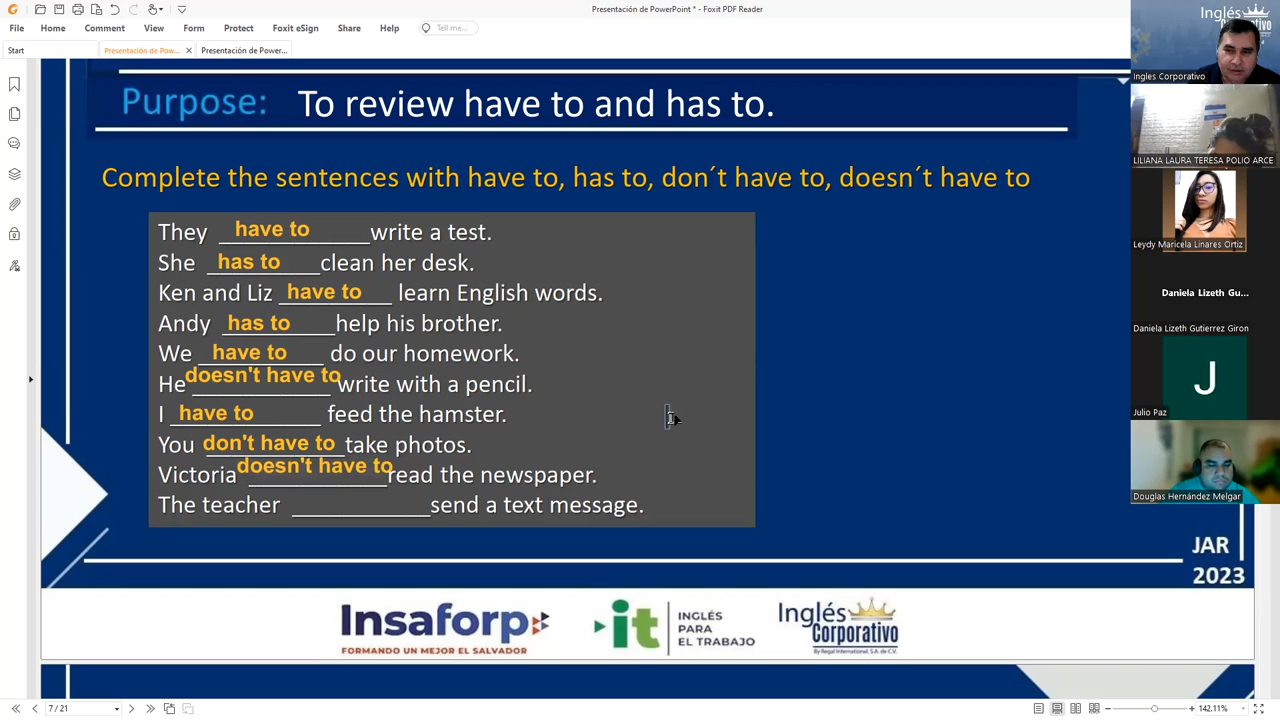 Presentación de PowerPoint * - Foxit PDF Reader
File Home Comment View Form Protect Foxit eSign Share Help Tell me...
Start Presentación de Pow... Presentación de Power...
Purpose: To review have to and has to.
Complete the sentences with have to, has to, don´t have to, doesn´t have to
They have to write a test.
She has to clean her desk.
Ken and Liz have to learn English words.
Andy has to help his brother.
We have to do our homework.
He doesn't have to write with a pencil.
I have to feed the hamster.
You don't have to take photos.
Victoria doesn't have to read the newspaper.
The teacher ____________ send a text message.
JAR
2023
Insaforp
FORMANDO UN MEJOR EL SALVADOR
it
INGLÉS
PARA
EL TRABAJO
Inglés
Corporativo
By Regal International, S.A. de C.V.
7 / 21
142.11%
Inglés
Corporativo
Ingles Corporativo
LILIANA LAURA TERESA POLIO ARCE
Leydy Maricela Linares Ortiz
Daniela Lizeth Gu...
Daniela Lizeth Gutierrez Giron
J
Julio Paz
Douglas Hernández Melgar